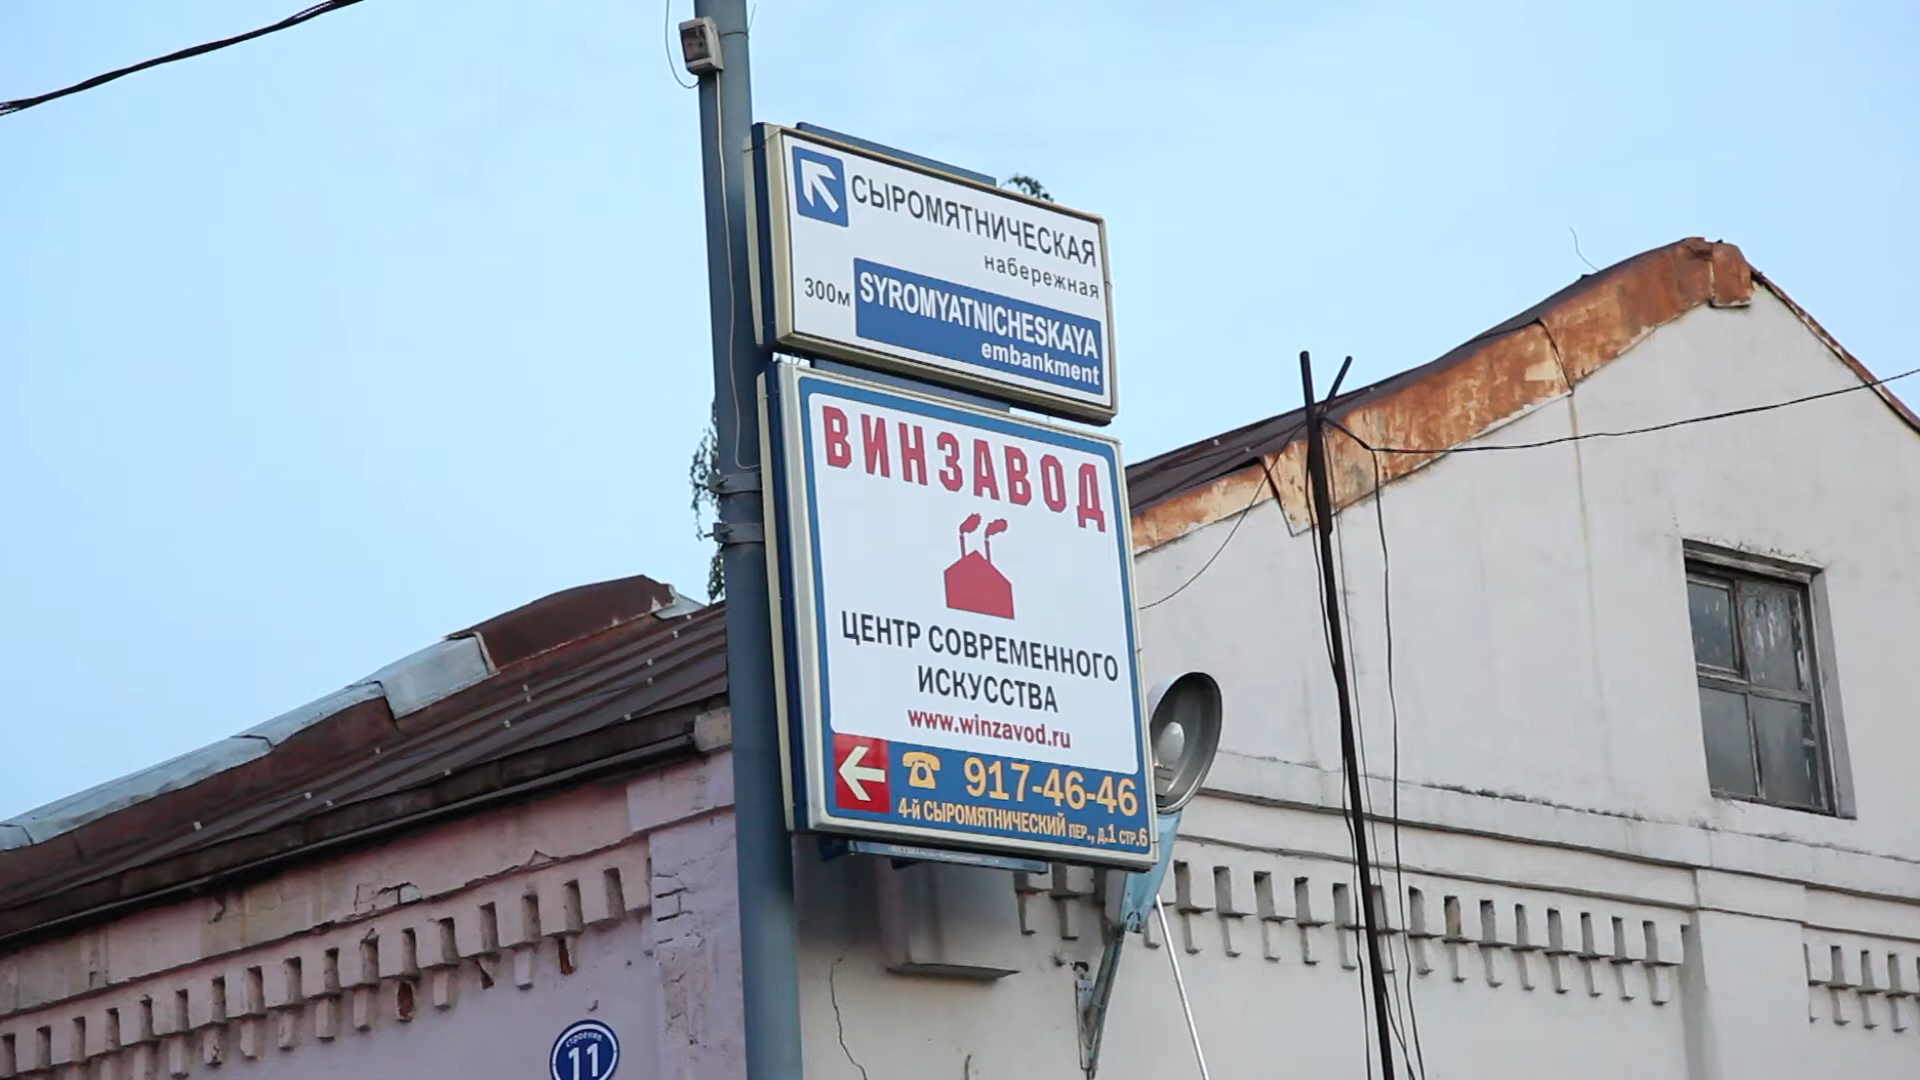 СЫРОМЯТНИЧЕСКАЯ
набережная
300м
SYROMYATNICHESKAYA
embankment
ВИНЗАВОД
ЦЕНТР СОВРЕМЕННОГО
ИСКУССТВА
www.winzavod.ru
917-46-46
4-й СЫРОМЯТНИЧЕСКИЙ ПЕР., Д.1 СТР.6
строение
11